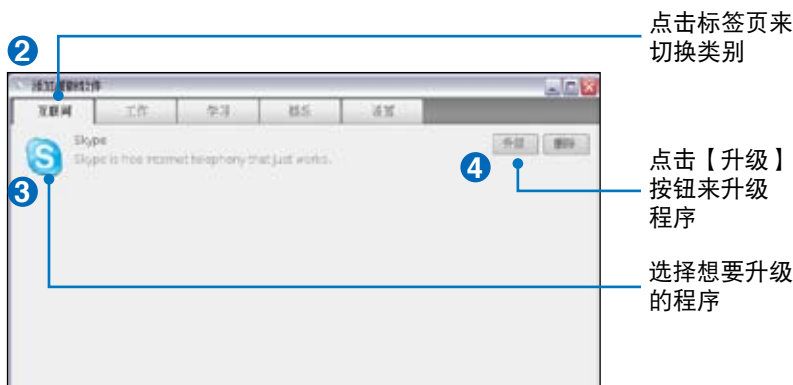 点击标签页来
切换类别
2
添加/删除软件
互联网 工作 学习 娱乐 设置
Skype
Skype is free internet telephony that just works.
升级 删除
3
4
点击【升级】
按钮来升级
程序
选择想要升级
的程序